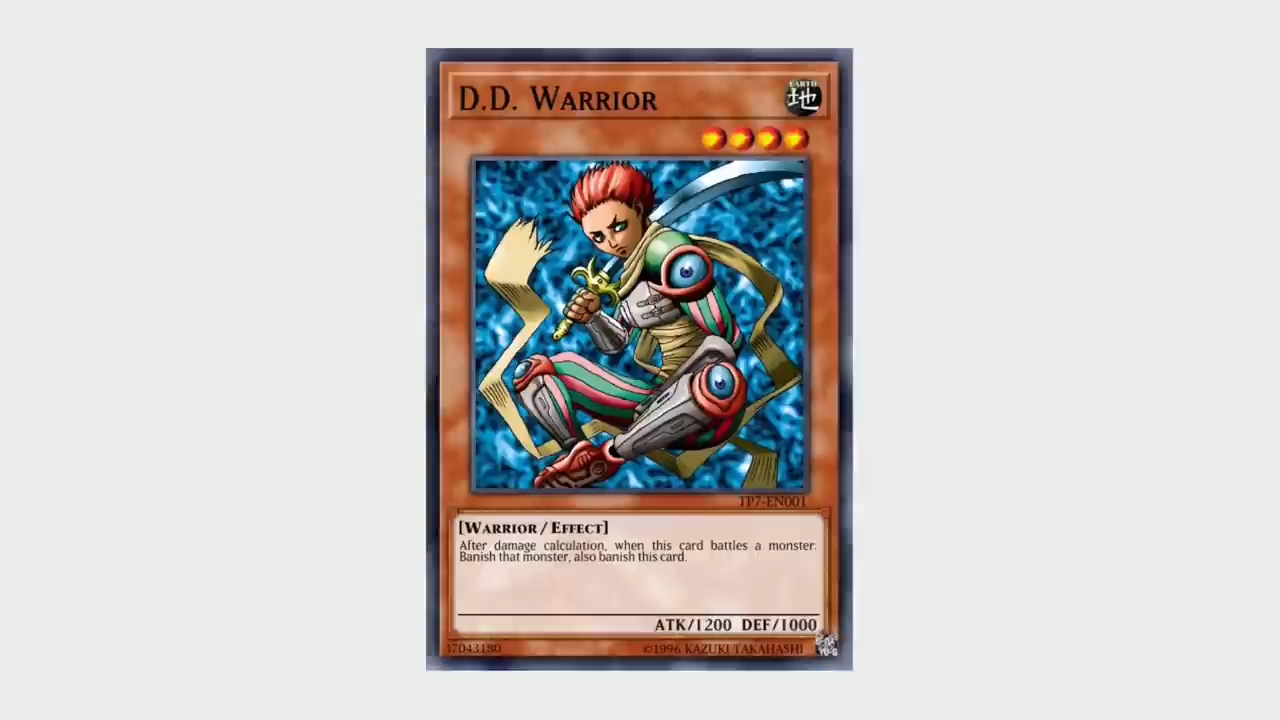 D.D. Warrior
EARTH
地
TP7-EN001
[Warrior / Effect]
After damage calculation, when this card battles a monster:
Banish that monster, also banish this card.
ATK/1200 DEF/1000
37043180
©1996 KAZUKI TAKAHASHI